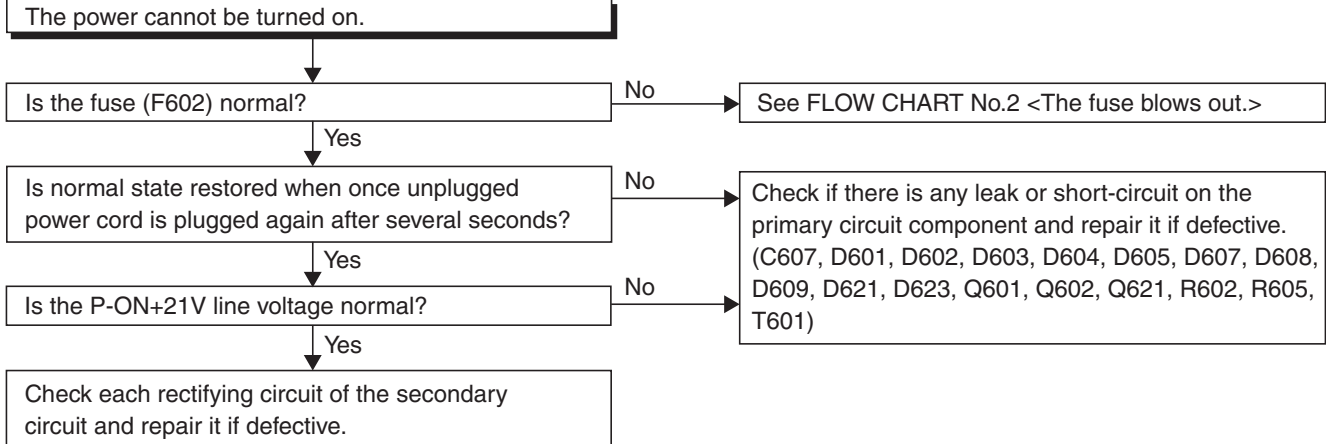 The power cannot be turned on.
Is the fuse (F602) normal?
No
See FLOW CHART No.2 <The fuse blows out.>
Yes
Is normal state restored when once unplugged
power cord is plugged again after several seconds?
No
Check if there is any leak or short-circuit on the
primary circuit component and repair it if defective.
(C607, D601, D602, D603, D604, D605, D607, D608,
D609, D621, D623, Q601, Q602, Q621, R602, R605,
T601)
Yes
Is the P-ON+21V line voltage normal?
No
Yes
Check each rectifying circuit of the secondary
circuit and repair it if defective.